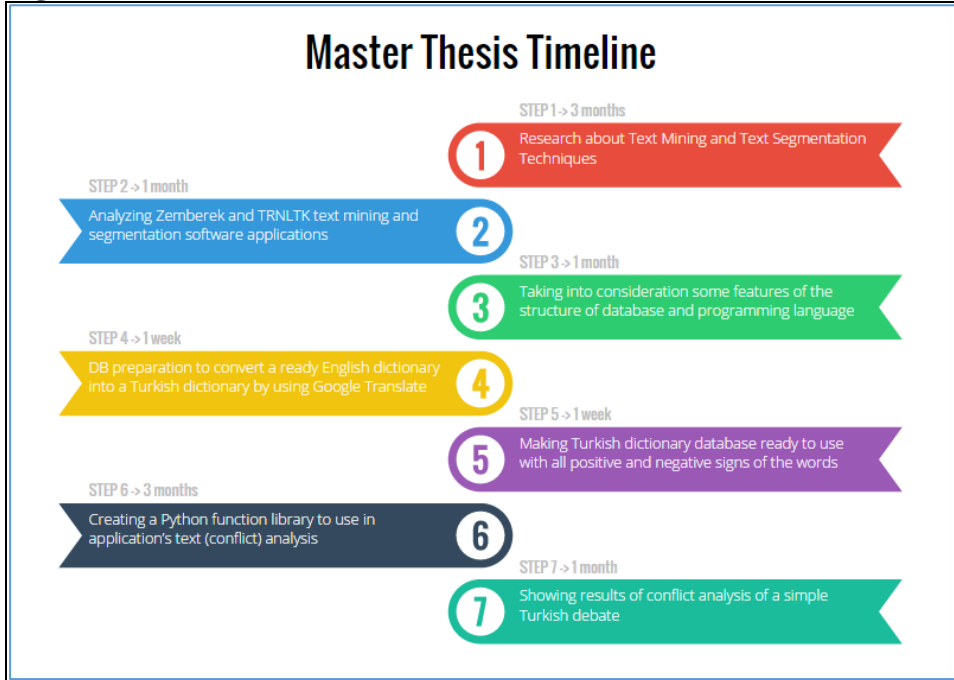 Master Thesis Timeline
STEP 1 -> 3 months
1
Research about Text Mining and Text Segmentation
Techniques
STEP 2 -> 1 month
Analyzing Zemberek and TRNLTK text mining and
segmentation software applications
2
STEP 3 -> 1 month
3
Taking into consideration some features of the
structure of database and programming language
STEP 4 -> 1 week
DB preparation to convert a ready English dictionary
into a Turkish dictionary by using Google Translate
4
STEP 5 -> 1 week
5
Making Turkish dictionary database ready to use
with all positive and negative signs of the words
STEP 6 -> 3 months
Creating a Python function library to use in
application's text (conflict) analysis
6
STEP 7 -> 1 month
7
Showing results of conflict analysis of a simple
Turkish debate